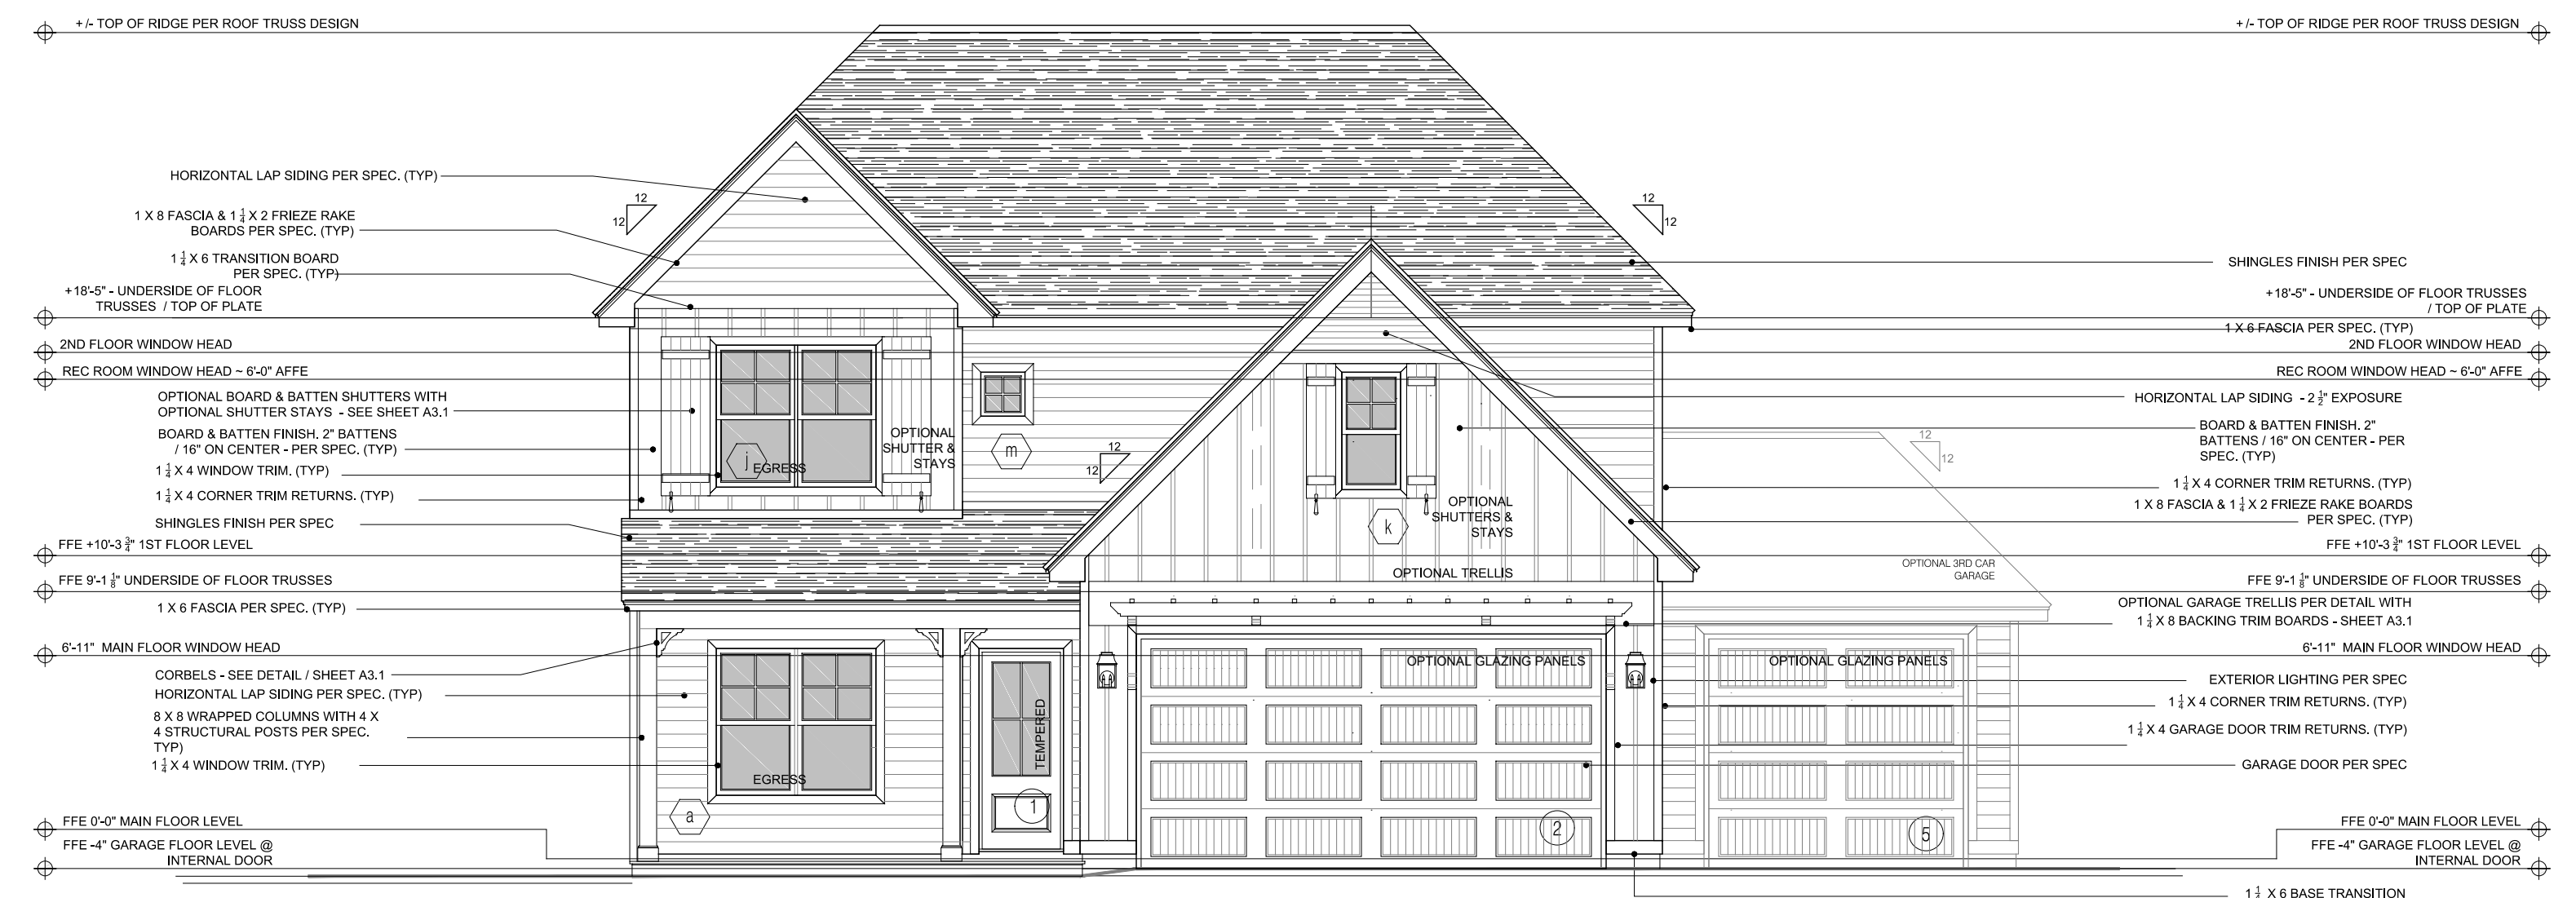 +/- TOP OF RIDGE PER ROOF TRUSS DESIGN
HORIZONTAL LAP SIDING PER SPEC. (TYP)
1 X 8 FASCIA & 1 1/4 X 2 FRIEZE RAKE
BOARDS PER SPEC. (TYP)
1 1/4 X 6 TRANSITION BOARD
PER SPEC. (TYP)
+18'-5" - UNDERSIDE OF FLOOR
TRUSSES / TOP OF PLATE
2ND FLOOR WINDOW HEAD
REC ROOM WINDOW HEAD ~ 6'-0" AFFE
OPTIONAL BOARD & BATTEN SHUTTERS WITH
OPTIONAL SHUTTER STAYS - SEE SHEET A3.1
BOARD & BATTEN FINISH. 2" BATTENS
/ 16" ON CENTER - PER SPEC. (TYP)
1 1/4 X 4 WINDOW TRIM. (TYP)
1 1/4 X 4 CORNER TRIM RETURNS. (TYP)
SHINGLES FINISH PER SPEC
FFE +10'-3 3/4" 1ST FLOOR LEVEL
FFE 9'-1 1/8" UNDERSIDE OF FLOOR TRUSSES
1 X 6 FASCIA PER SPEC. (TYP)
6'-11" MAIN FLOOR WINDOW HEAD
CORBELS - SEE DETAIL / SHEET A3.1
HORIZONTAL LAP SIDING PER SPEC. (TYP)
8 X 8 WRAPPED COLUMNS WITH 4 X
4 STRUCTURAL POSTS PER SPEC.
TYP)
1 1/4 X 4 WINDOW TRIM. (TYP)
FFE 0'-0" MAIN FLOOR LEVEL
FFE -4" GARAGE FLOOR LEVEL @
INTERNAL DOOR
12
12
OPTIONAL
SHUTTER &
STAYS
j
EGRESS
m
12
12
OPTIONAL
SHUTTERS &
STAYS
k
OPTIONAL TRELLIS
OPTIONAL GLAZING PANELS
TEMPERED
EGRESS
a
1
2
12
12
12
12
OPTIONAL 3RD CAR
GARAGE
OPTIONAL GLAZING PANELS
5
+/- TOP OF RIDGE PER ROOF TRUSS DESIGN
SHINGLES FINISH PER SPEC
+18'-5" - UNDERSIDE OF FLOOR TRUSSES
/ TOP OF PLATE
1 X 6 FASCIA PER SPEC. (TYP)
2ND FLOOR WINDOW HEAD
REC ROOM WINDOW HEAD ~ 6'-0" AFFE
HORIZONTAL LAP SIDING - 2 1/2" EXPOSURE
BOARD & BATTEN FINISH. 2"
BATTENS / 16" ON CENTER - PER
SPEC. (TYP)
1 1/4 X 4 CORNER TRIM RETURNS. (TYP)
1 X 8 FASCIA & 1 1/4 X 2 FRIEZE RAKE BOARDS
PER SPEC. (TYP)
FFE +10'-3 3/4" 1ST FLOOR LEVEL
FFE 9'-1 1/8" UNDERSIDE OF FLOOR TRUSSES
OPTIONAL GARAGE TRELLIS PER DETAIL WITH
1 1/4 X 8 BACKING TRIM BOARDS - SHEET A3.1
6'-11" MAIN FLOOR WINDOW HEAD
EXTERIOR LIGHTING PER SPEC
1 1/4 X 4 CORNER TRIM RETURNS. (TYP)
1 1/4 X 4 GARAGE DOOR TRIM RETURNS. (TYP)
GARAGE DOOR PER SPEC
FFE 0'-0" MAIN FLOOR LEVEL
FFE -4" GARAGE FLOOR LEVEL @
INTERNAL DOOR
1 1/4 X 6 BASE TRANSITION